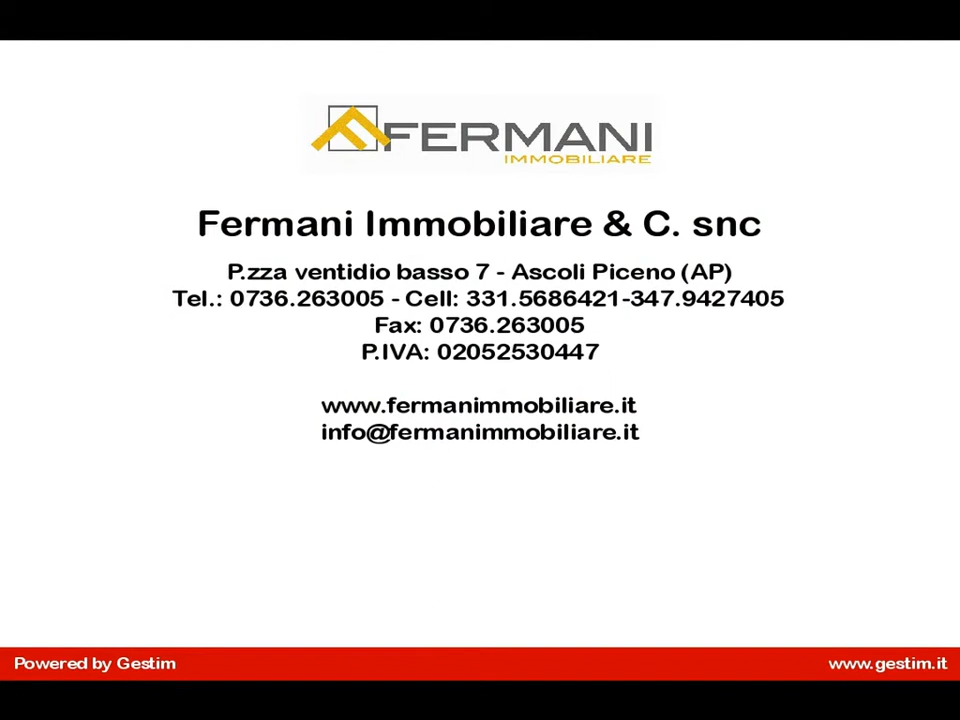 FERMANI
IMMOBILIARE
Fermani Immobiliare & C. snc
P.zza ventidio basso 7 - Ascoli Piceno (AP)
Tel.: 0736.263005 - Cell: 331.5686421-347.9427405
Fax: 0736.263005
P.IVA: 02052530447
www.fermanimmobiliare.it
info@fermanimmobiliare.it
Powered by Gestim
www.gestim.it